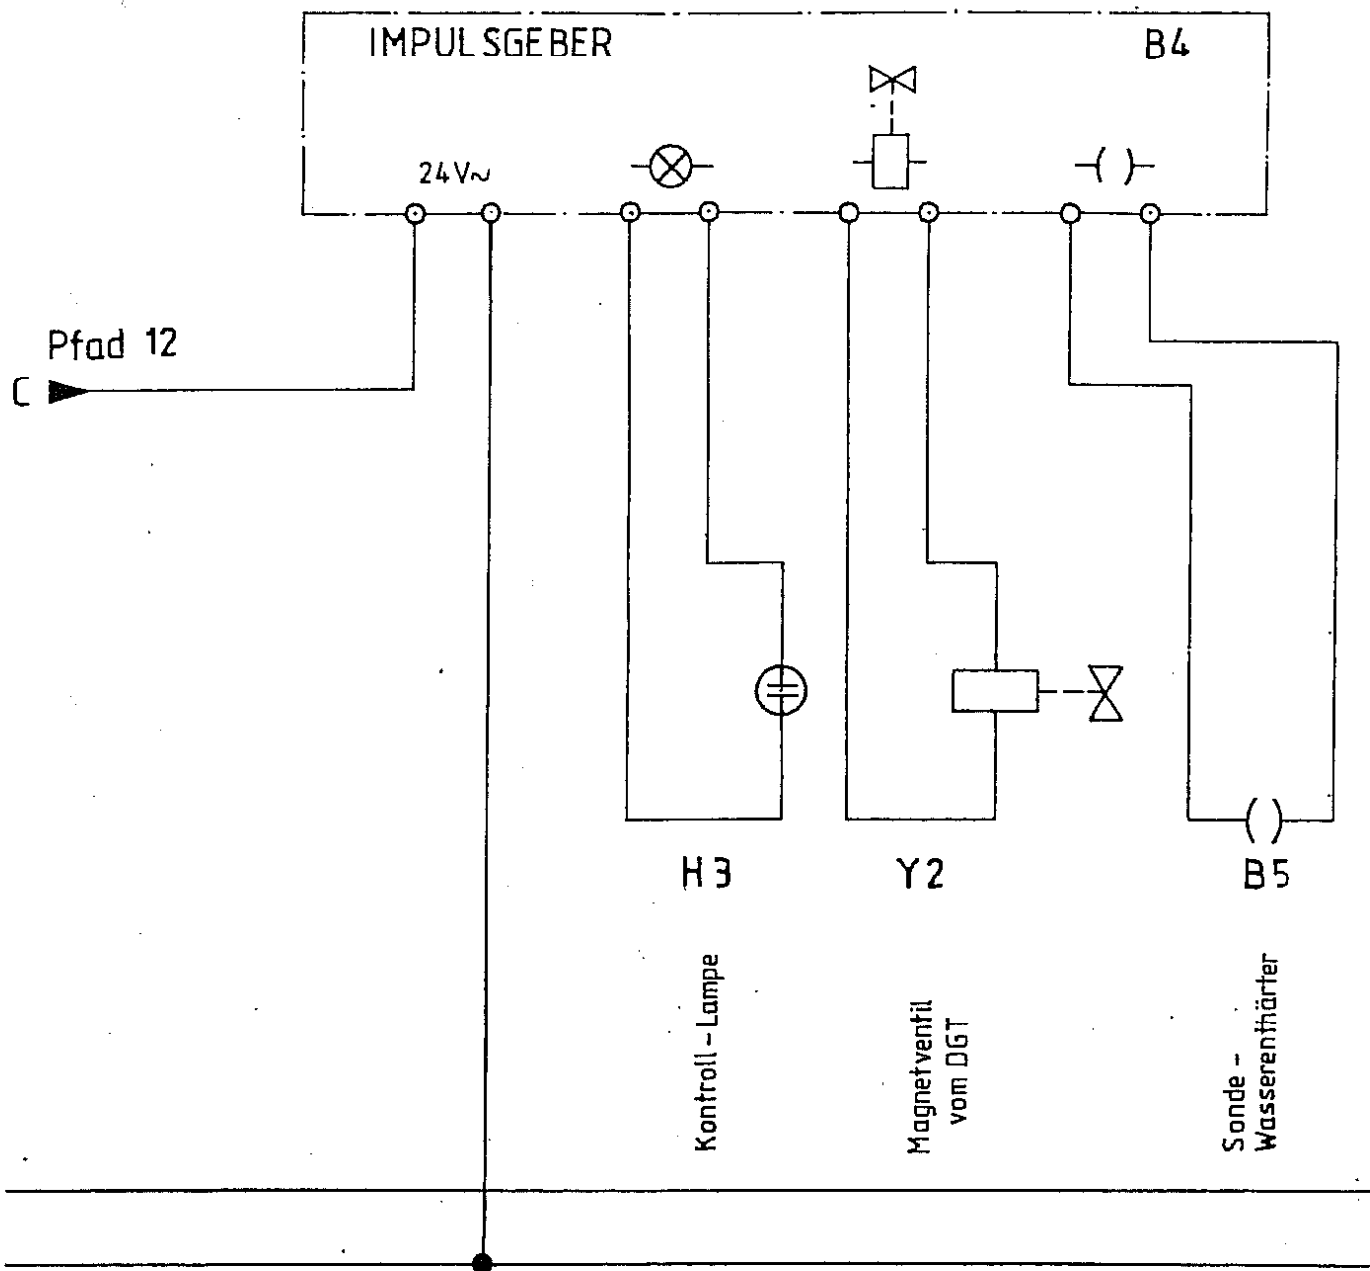 IMPULSGEBER
B4
24V~
Pfad 12
C
H3
Y2
B5
Kontroll-Lampe
Magnetventil
vom DGT
Sonde-
Wasserenthärter